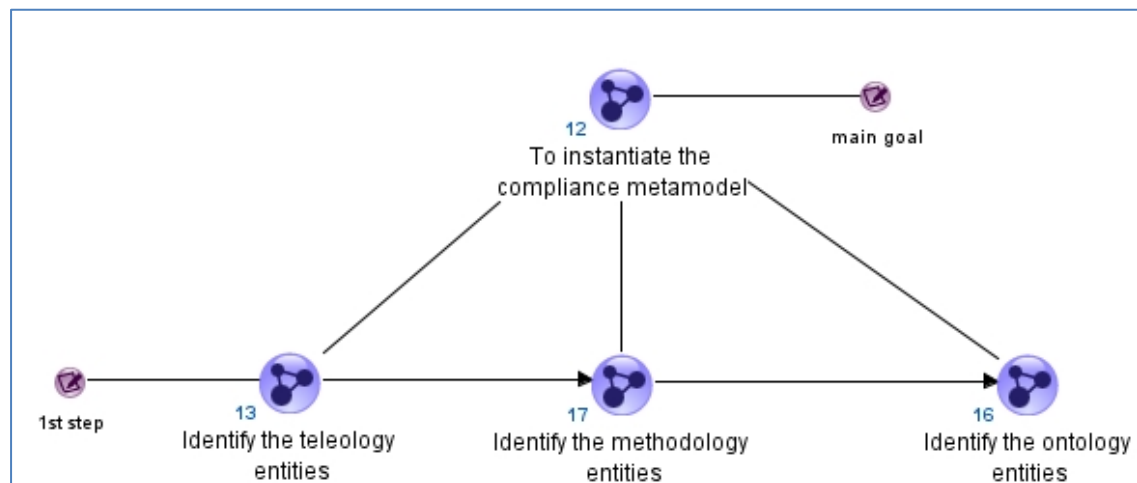 12
To instantiate the
compliance metamodel
main goal
1st step
13
Identify the teleology
entities
17
Identify the methodology
entities
16
Identify the ontology
entities